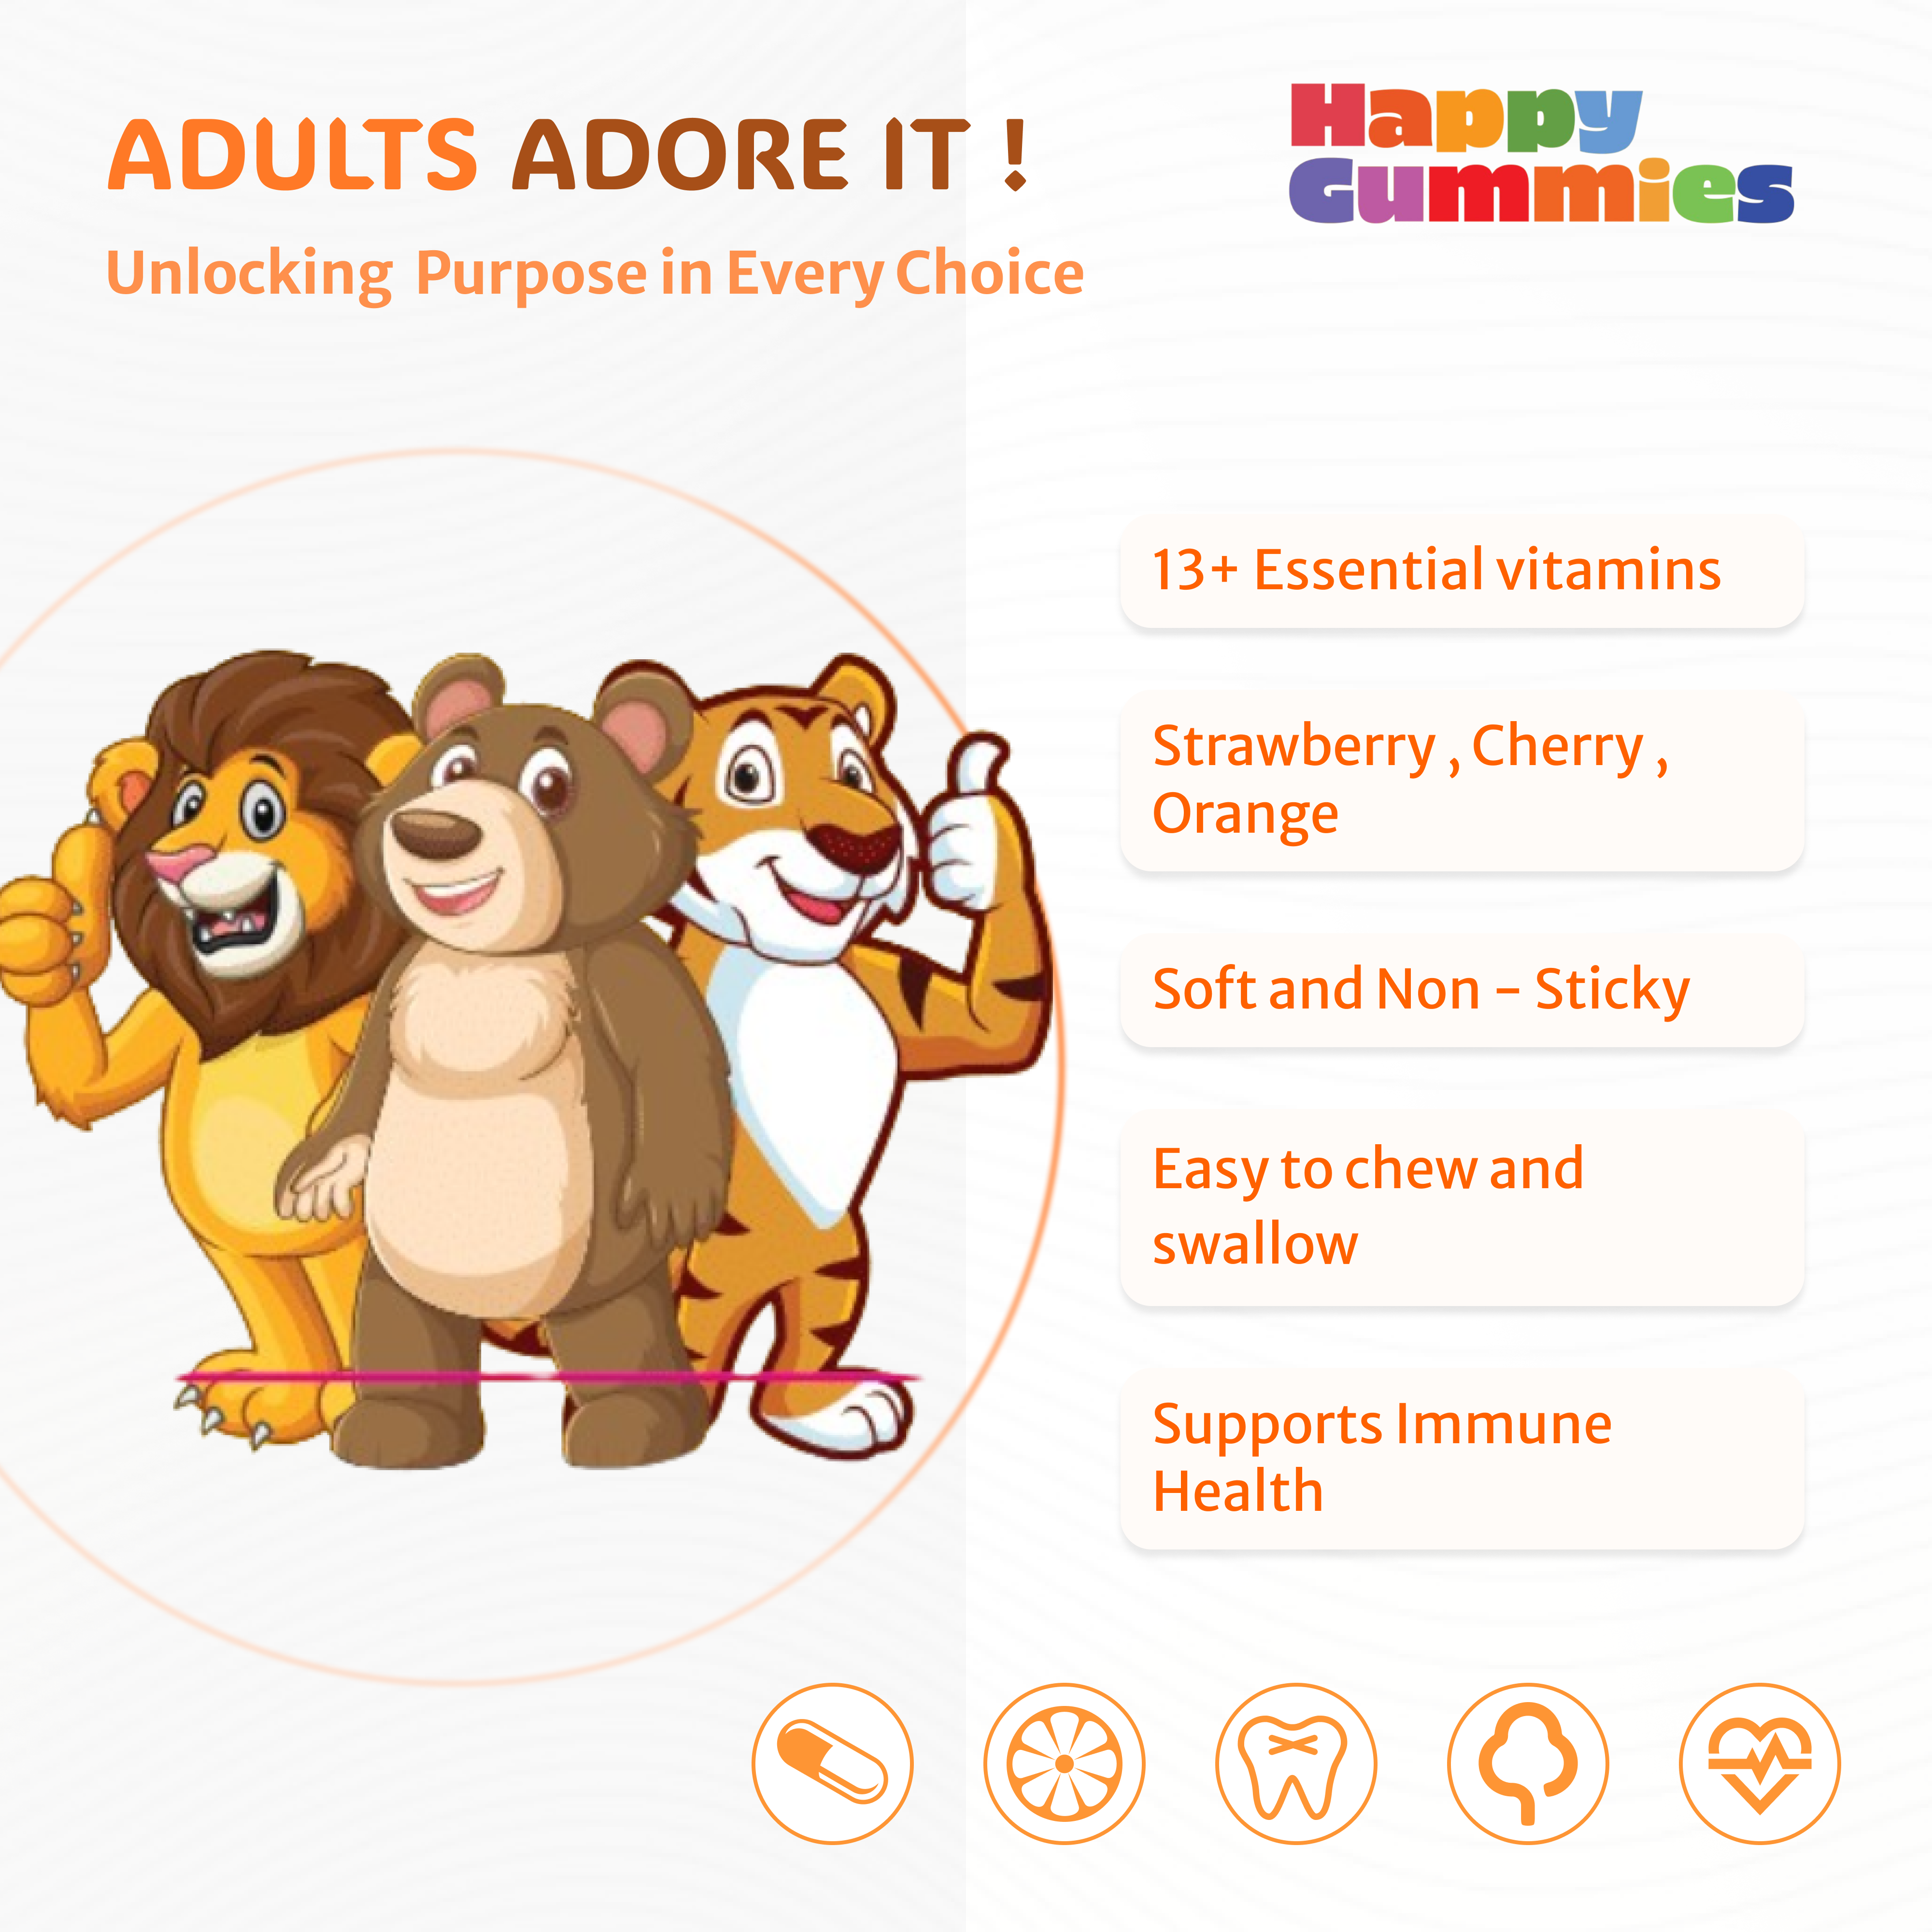 ADULTS ADORE IT !
Unlocking Purpose in Every Choice
Happy
Gummies
13+ Essential vitamins
Strawberry , Cherry ,
Orange
Soft and Non - Sticky
Easy to chew and
swallow
Supports Immune
Health